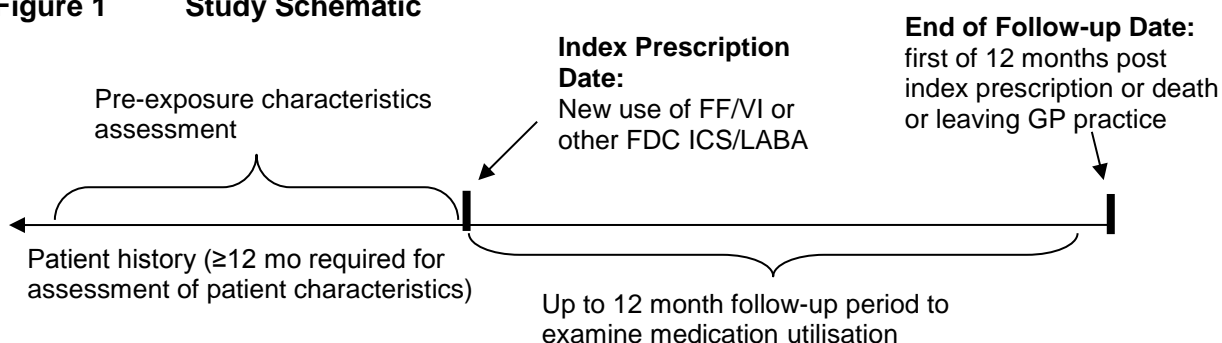 Figure 1 Study Schematic
End of Follow-up Date:
first of 12 months post
index prescription or death
or leaving GP practice
Index Prescription
Date:
New use of FF/VI or
other FDC ICS/LABA
Pre-exposure characteristics
assessment
Patient history (≥12 mo required for
assessment of patient characteristics)
Up to 12 month follow-up period to
examine medication utilisation